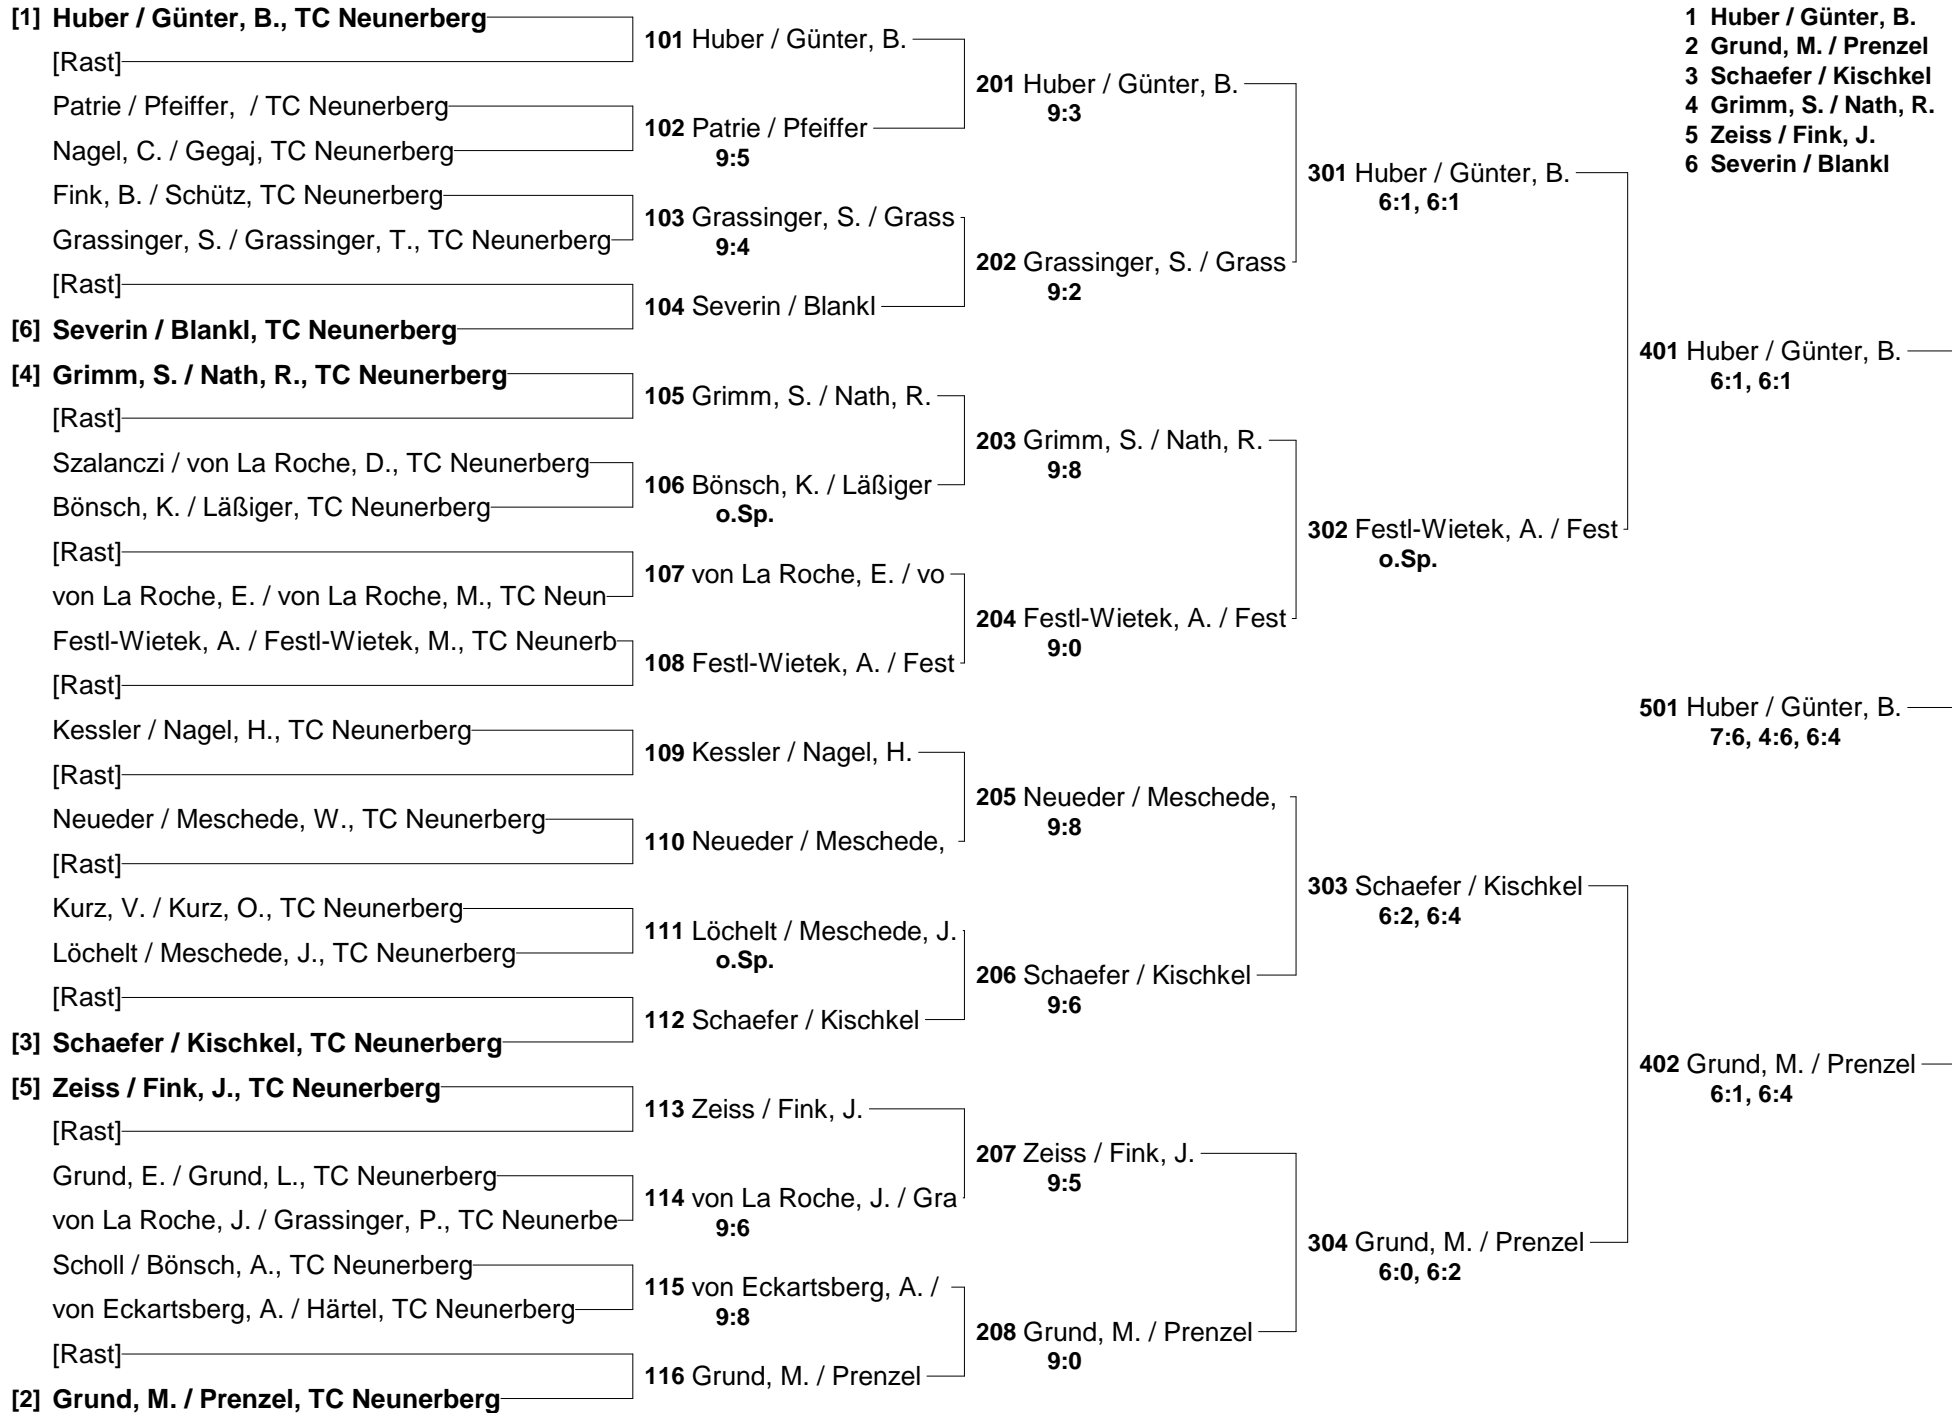 [1] Huber / Günter, B., TC Neunerberg
[Rast]
Patrie / Pfeiffer, / TC Neunerberg
Nagel, C. / Gegaj, TC Neunerberg
Fink, B. / Schütz, TC Neunerberg
Grassinger, S. / Grassinger, T., TC Neunerberg
[Rast]
[6] Severin / Blankl, TC Neunerberg
[4] Grimm, S. / Nath, R., TC Neunerberg
[Rast]
Szalanczi / von La Roche, D., TC Neunerberg
Bönsch, K. / Läßiger, TC Neunerberg
[Rast]
von La Roche, E. / von La Roche, M., TC Neun
Festl-Wietek, A. / Festl-Wietek, M., TC Neunerb
[Rast]
Kessler / Nagel, H., TC Neunerberg
[Rast]
Neueder / Meschede, W., TC Neunerberg
[Rast]
Kurz, V. / Kurz, O., TC Neunerberg
Löchelt / Meschede, J., TC Neunerberg
[Rast]
[3] Schaefer / Kischkel, TC Neunerberg
[5] Zeiss / Fink, J., TC Neunerberg
[Rast]
Grund, E. / Grund, L., TC Neunerberg
von La Roche, J. / Grassinger, P., TC Neunerbe
Scholl / Bönsch, A., TC Neunerberg
von Eckartsberg, A. / Härtel, TC Neunerberg
[Rast]
[2] Grund, M. / Prenzel, TC Neunerberg
101 Huber / Günter, B.
102 Patrie / Pfeiffer
9:5
103 Grassinger, S. / Grass
9:4
104 Severin / Blankl
105 Grimm, S. / Nath, R.
106 Bönsch, K. / Läßiger
o.Sp.
107 von La Roche, E. / vo
108 Festl-Wietek, A. / Fest
109 Kessler / Nagel, H.
110 Neueder / Meschede,
111 Löchelt / Meschede, J.
o.Sp.
112 Schaefer / Kischkel
113 Zeiss / Fink, J.
114 von La Roche, J. / Gra
9:6
115 von Eckartsberg, A. /
9:8
116 Grund, M. / Prenzel
201 Huber / Günter, B.
9:3
202 Grassinger, S. / Grass
9:2
203 Grimm, S. / Nath, R.
9:8
204 Festl-Wietek, A. / Fest
9:0
205 Neueder / Meschede,
9:8
206 Schaefer / Kischkel
9:6
207 Zeiss / Fink, J.
9:5
208 Grund, M. / Prenzel
9:0
301 Huber / Günter, B.
6:1, 6:1
302 Festl-Wietek, A. / Fest
o.Sp.
303 Schaefer / Kischkel
6:2, 6:4
304 Grund, M. / Prenzel
6:0, 6:2
1 Huber / Günter, B.
2 Grund, M. / Prenzel
3 Schaefer / Kischkel
4 Grimm, S. / Nath, R.
5 Zeiss / Fink, J.
6 Severin / Blankl
401 Huber / Günter, B.
6:1, 6:1
501 Huber / Günter, B.
7:6, 4:6, 6:4
402 Grund, M. / Prenzel
6:1, 6:4